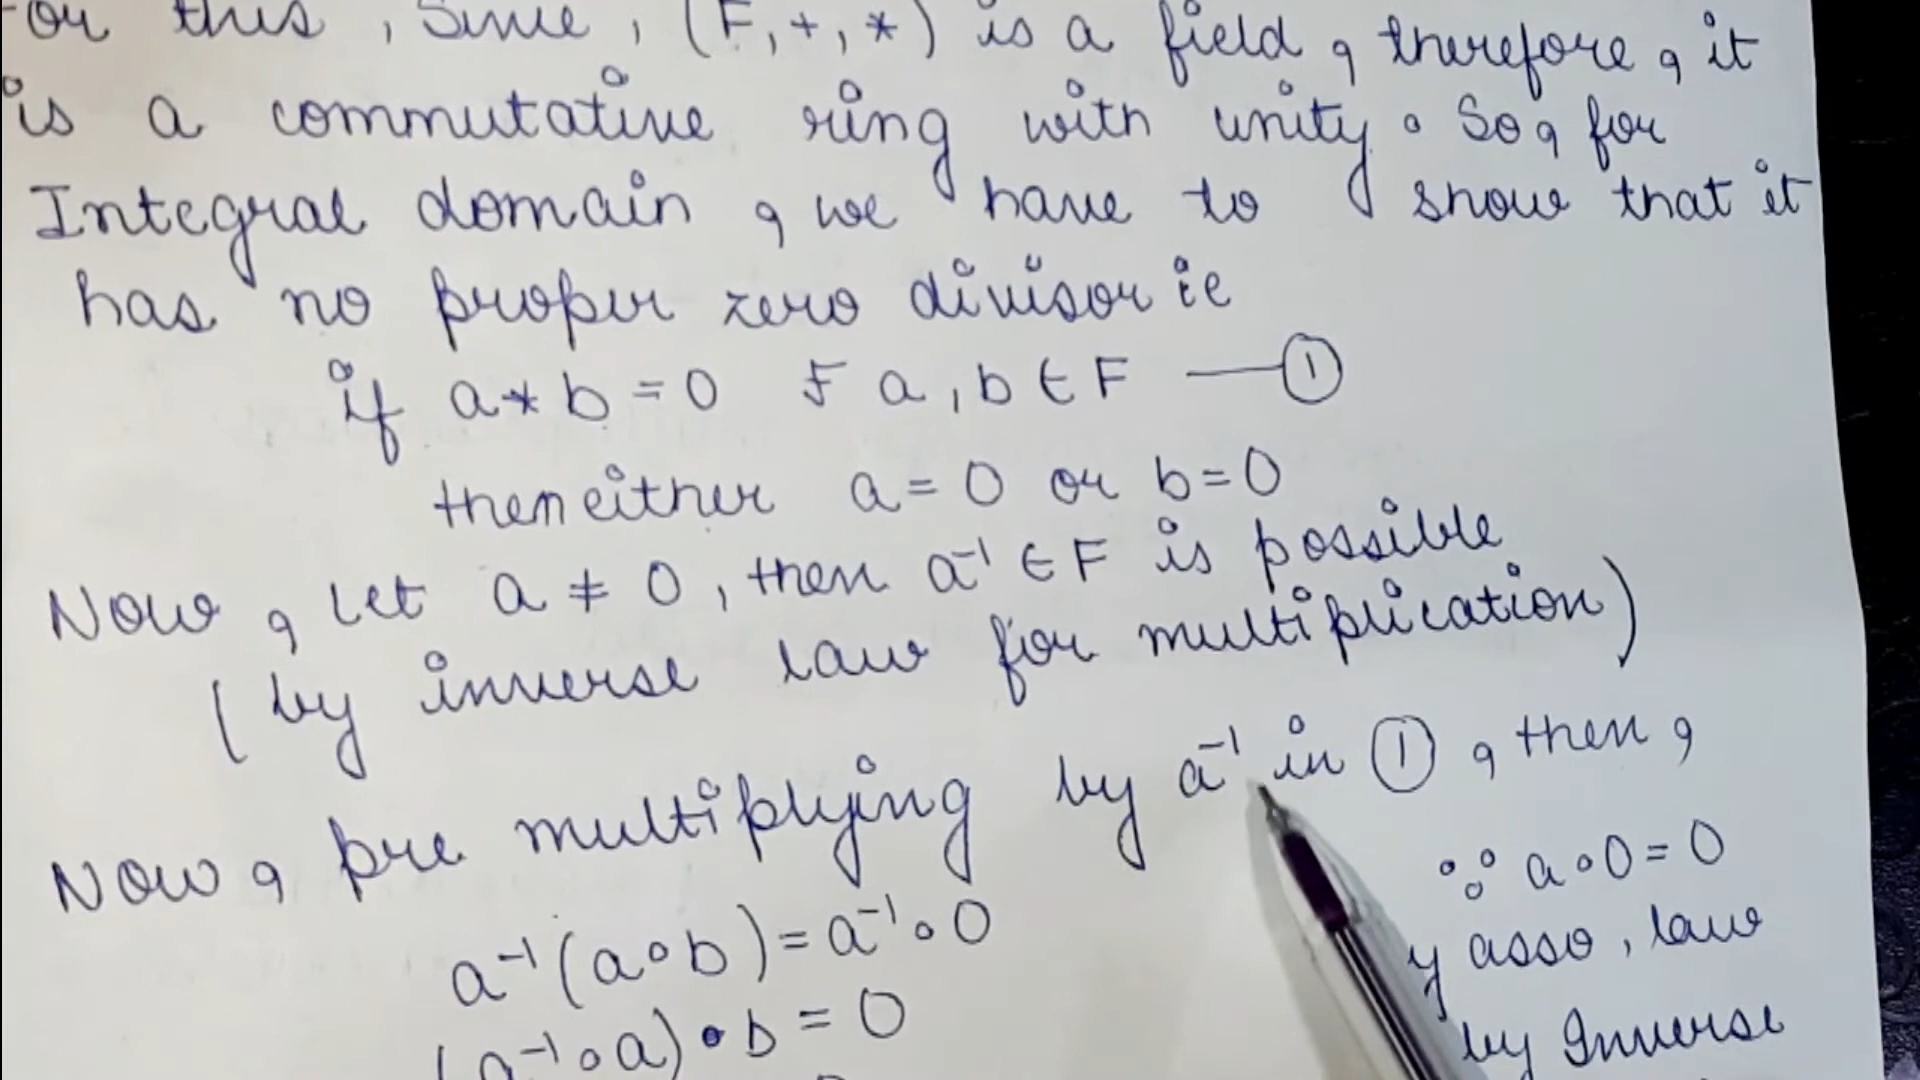 For this, Since, (F,+,*) is a field, therefore, it
is a commutative ring with unity. So, for
Integral domain, we have to show that it
has no proper zero divisor ie
if a*b=0 ∀ a,b∈F —①
then either a=0 or b=0
Now, let a≠0, then a⁻¹∈F is possible
(by inverse law for multiplication)
Now, pre multiplying by a⁻¹ in ①, then,
a⁻¹(a∘b)=a⁻¹∘0 ∵ a∘0=0
(a⁻¹∘a)∘b=0 y asso, law
by Inverse